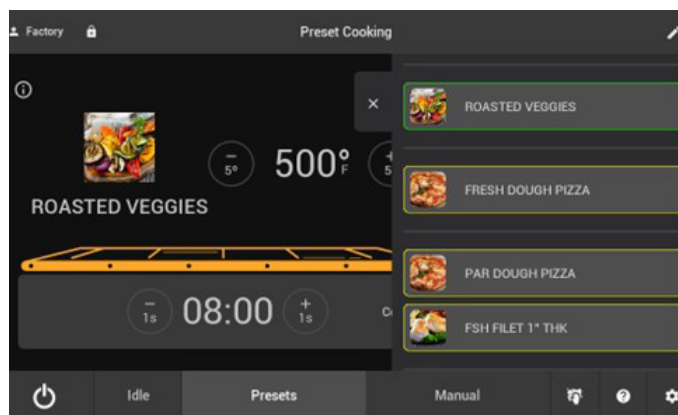 Factory
Preset Cooking
ROASTED VEGGIES
−
5°
500°F
+
ROASTED VEGGIES
FRESH DOUGH PIZZA
−
1s
08:00
+
1s
PAR DOUGH PIZZA
FSH FILET 1" THK
Idle
Presets
Manual